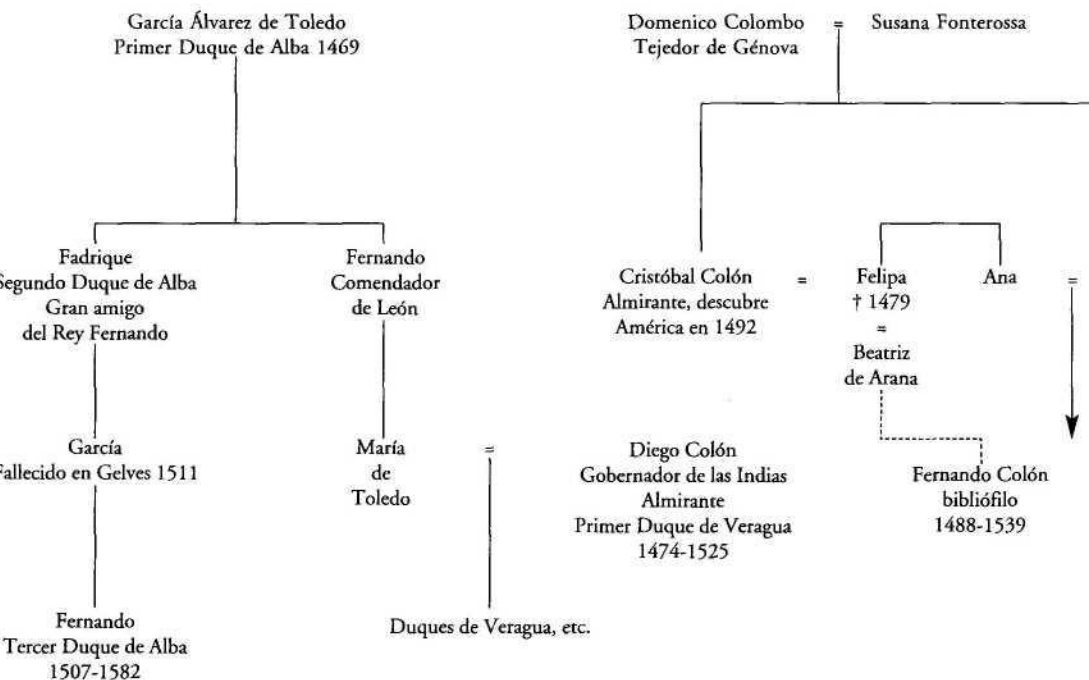 García Álvarez de Toledo
Primer Duque de Alba 1469
Domenico Colombo = Susana Fonterossa
Tejedor de Génova
Fadrique
Segundo Duque de Alba
Gran amigo
del Rey Fernando
Fernando
Comendador
de León
Cristóbal Colón = Felipa
Almirante, descubre
América en 1492
† 1479
=
Beatriz
de Arana
Ana =
García
Fallecido en Gelves 1511
María =
de
Toledo
Diego Colón
Gobernador de las Indias
Almirante
Primer Duque de Veragua
1474-1525
Fernando Colón
bibliófilo
1488-1539
Fernando
Tercer Duque de Alba
1507-1582
Duques de Veragua, etc.